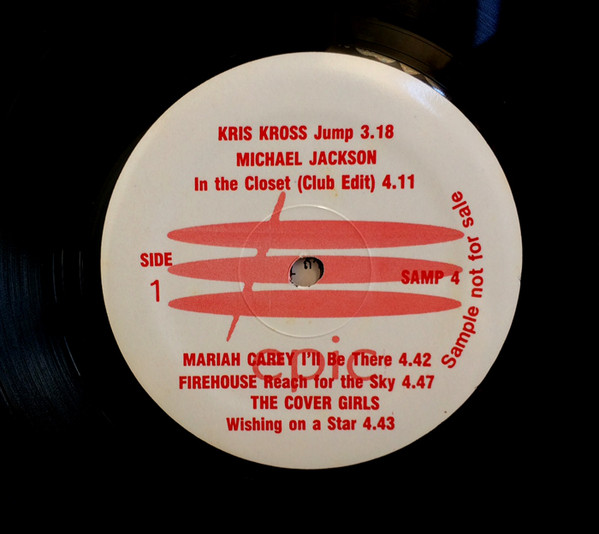 KRIS KROSS Jump 3.18
MICHAEL JACKSON
In the Closet (Club Edit) 4.11
SIDE
1
SAMP 4
Sample not for sale
epic
MARIAH CAREY I'll Be There 4.42
FIREHOUSE Reach for the Sky 4.47
THE COVER GIRLS
Wishing on a Star 4.43